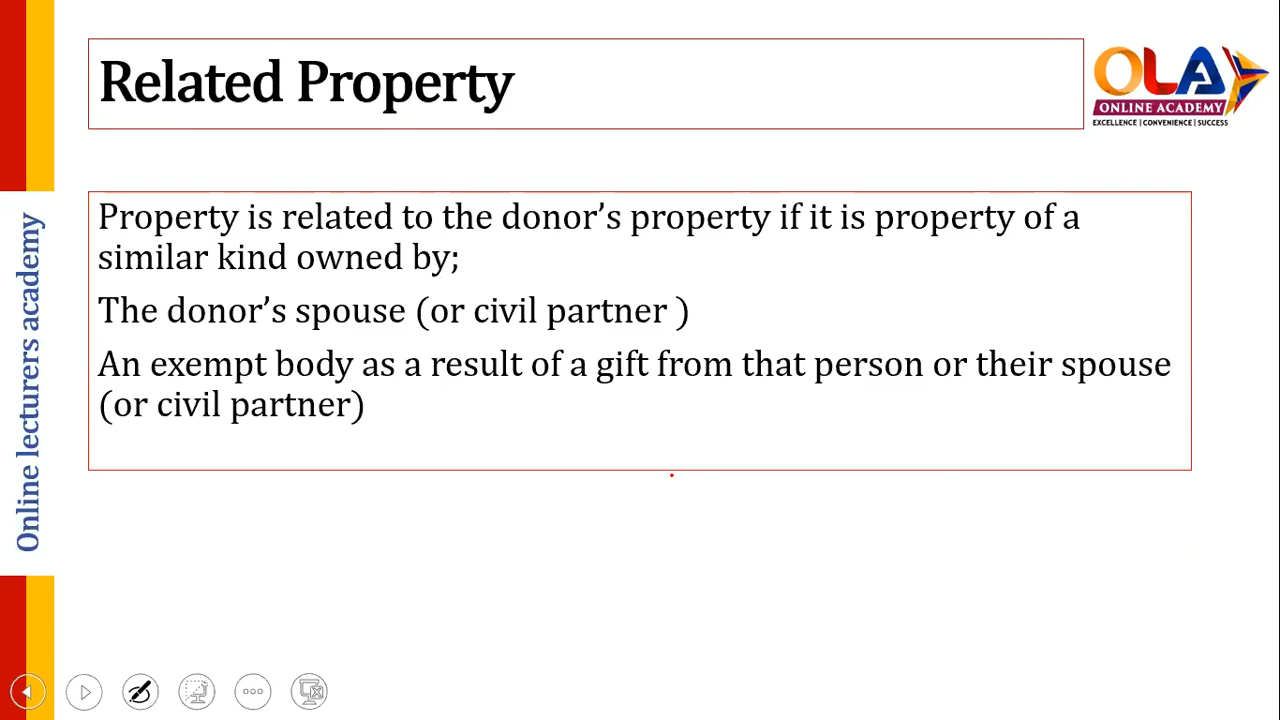 Related Property
OLA
ONLINE ACADEMY
EXCELLENCE | CONVENIENCE | SUCCESS
Online lecturers academy
Property is related to the donor’s property if it is property of a
similar kind owned by;
The donor’s spouse (or civil partner )
An exempt body as a result of a gift from that person or their spouse
(or civil partner)